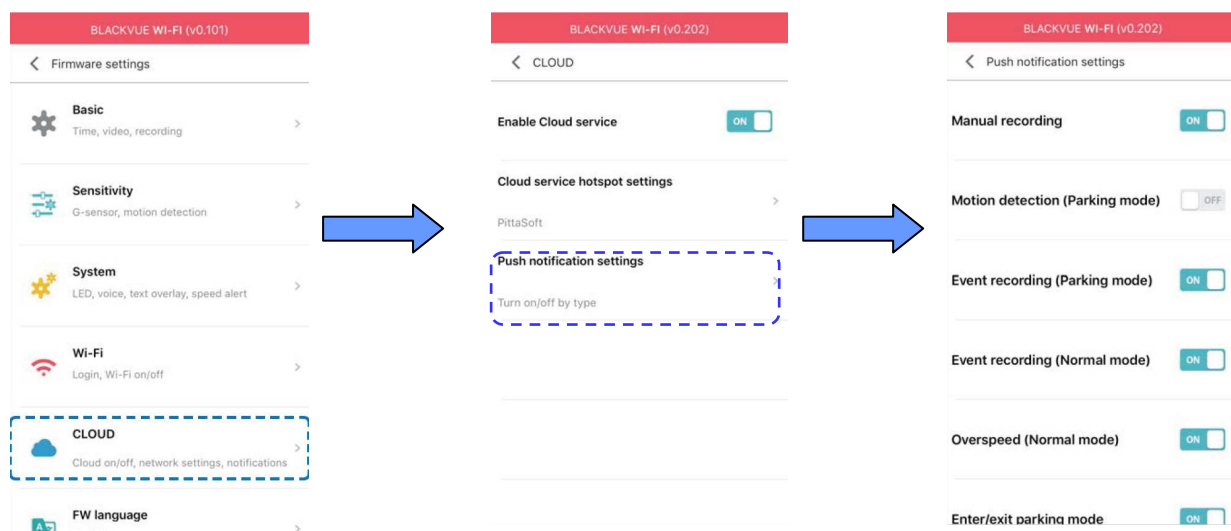 BLACKVUE WI-FI (v0.101)
Firmware settings
Basic
Time, video, recording
Sensitivity
G-sensor, motion detection
System
LED, voice, text overlay, speed alert
Wi-Fi
Login, Wi-Fi on/off
CLOUD
Cloud on/off, network settings, notifications
FW language
BLACKVUE WI-FI (v0.202)
CLOUD
Enable Cloud service ON
Cloud service hotspot settings
PittaSoft
Push notification settings
Turn on/off by type
BLACKVUE WI-FI (v0.202)
Push notification settings
Manual recording ON
Motion detection (Parking mode) OFF
Event recording (Parking mode) ON
Event recording (Normal mode) ON
Overspeed (Normal mode) ON
Enter/exit parking mode ON